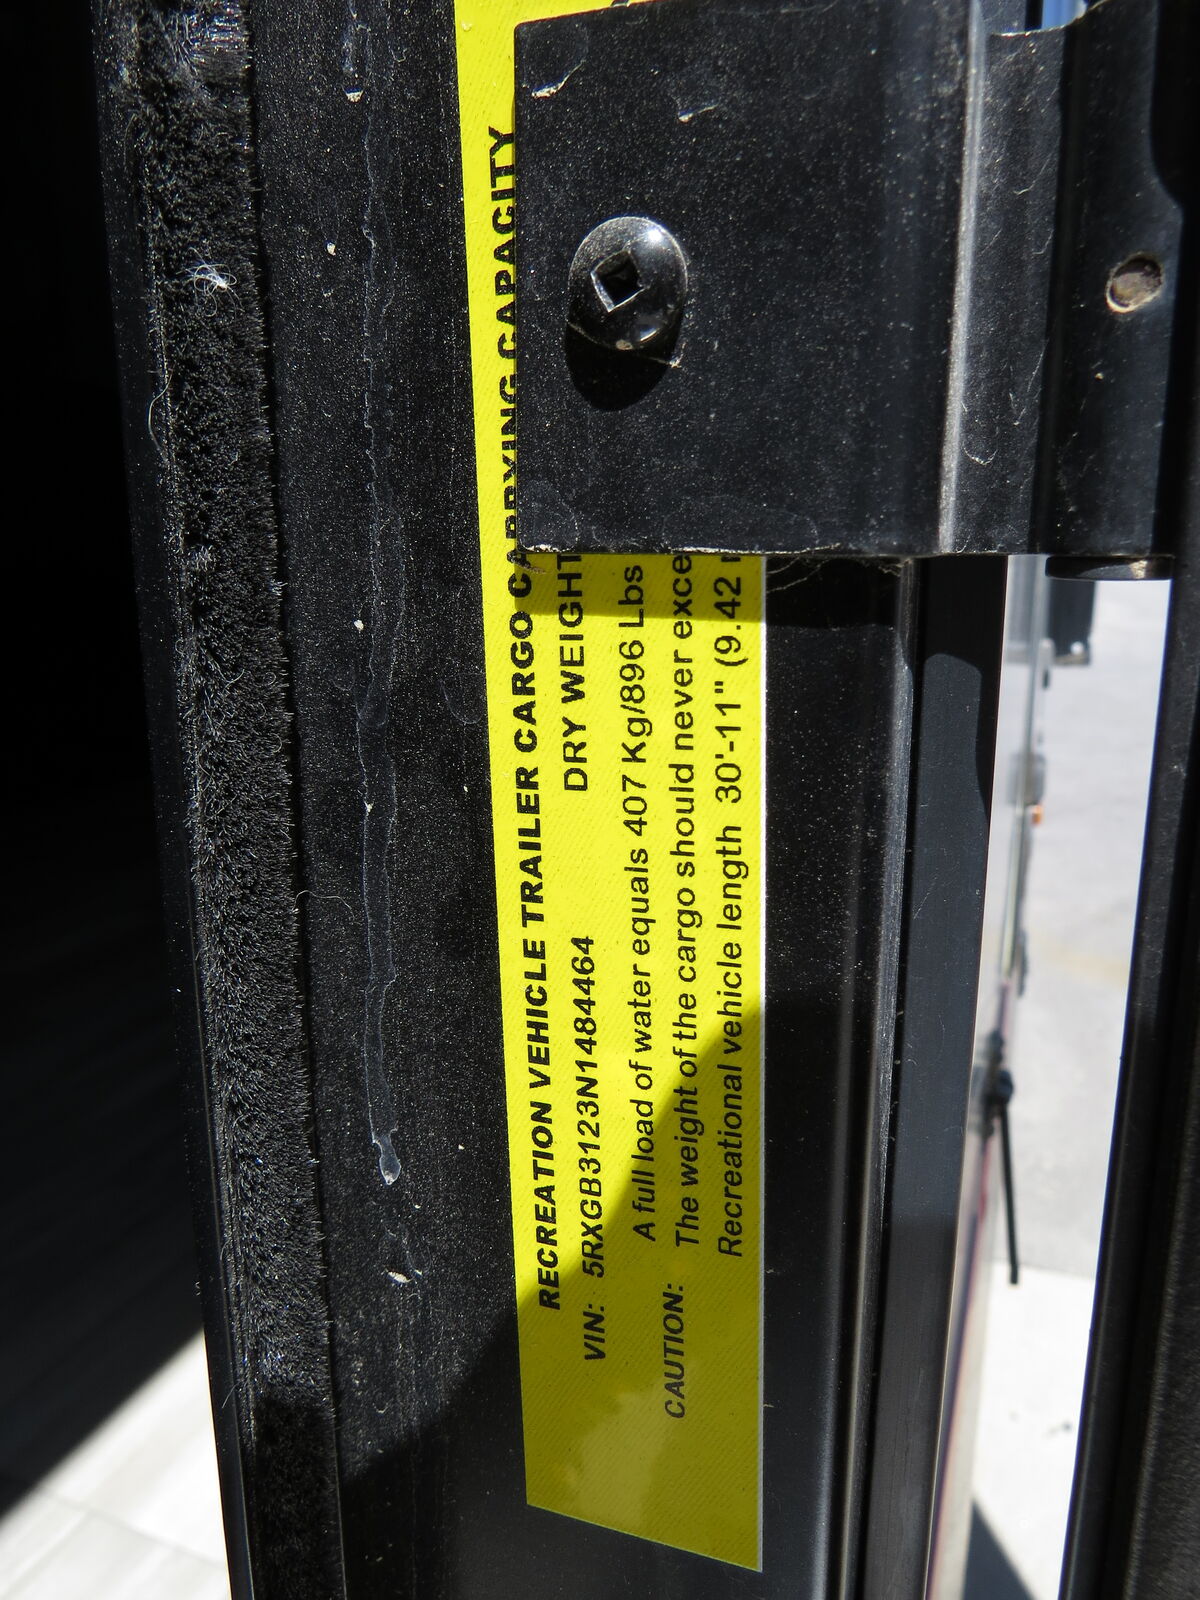 RECREATION VEHICLE TRAILER CARGO CARRYING CAPACITY
VIN: 5RXGB3123N1484464 DRY WEIGHT
A full load of water equals 407 Kg/896 Lbs
CAUTION: The weight of the cargo should never exce
Recreational vehicle length 30'-11" (9.42